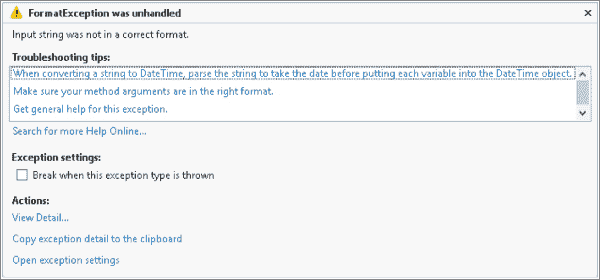 FormatException was unhandled
Input string was not in a correct format.
Troubleshooting tips:
When converting a string to DateTime, parse the string to take the date before putting each variable into the DateTime object.
Make sure your method arguments are in the right format.
Get general help for this exception.
Search for more Help Online...
Exception settings:
Break when this exception type is thrown
Actions:
View Detail...
Copy exception detail to the clipboard
Open exception settings